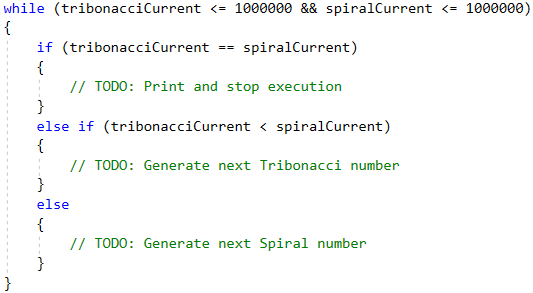 while (tribonacciCurrent <= 1000000 && spiralCurrent <= 1000000)
{
if (tribonacciCurrent == spiralCurrent)
{
// TODO: Print and stop execution
}
else if (tribonacciCurrent < spiralCurrent)
{
// TODO: Generate next Tribonacci number
}
else
{
// TODO: Generate next Spiral number
}
}